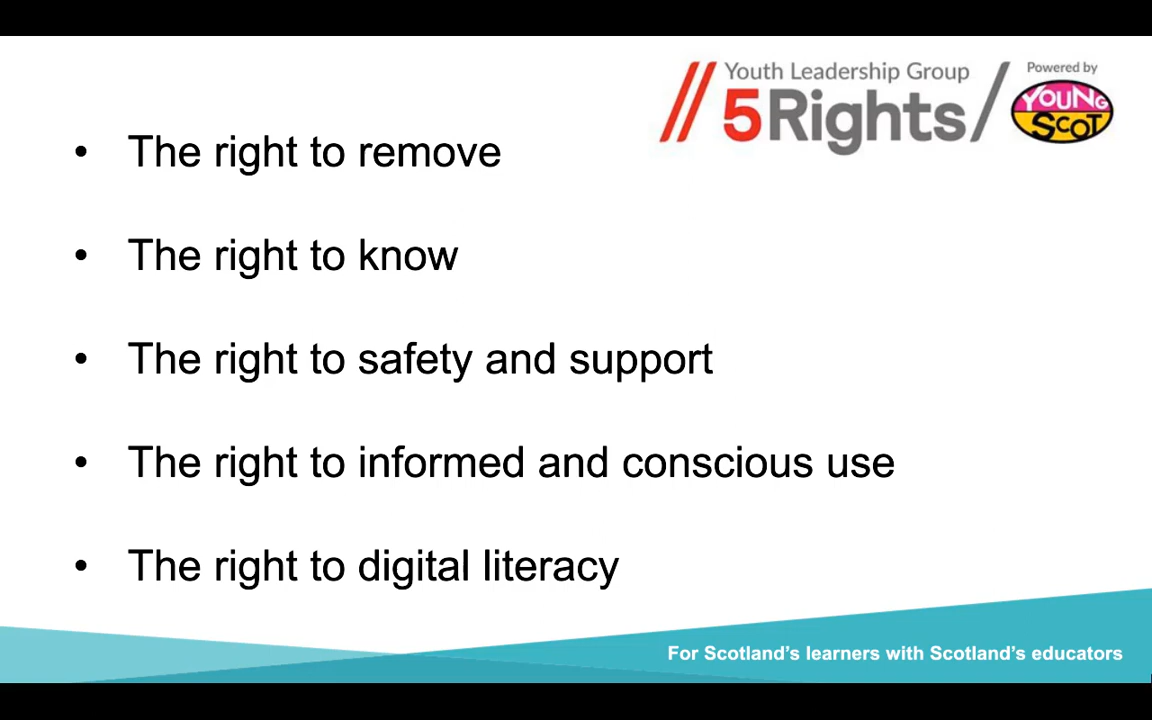 Youth Leadership Group
//5Rights/
Powered by
YOUNG
SCOT
• The right to remove
• The right to know
• The right to safety and support
• The right to informed and conscious use
• The right to digital literacy
For Scotland's learners with Scotland's educators